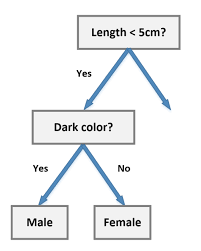 Length < 5cm?
Yes
Dark color?
Yes
No
Male
Female